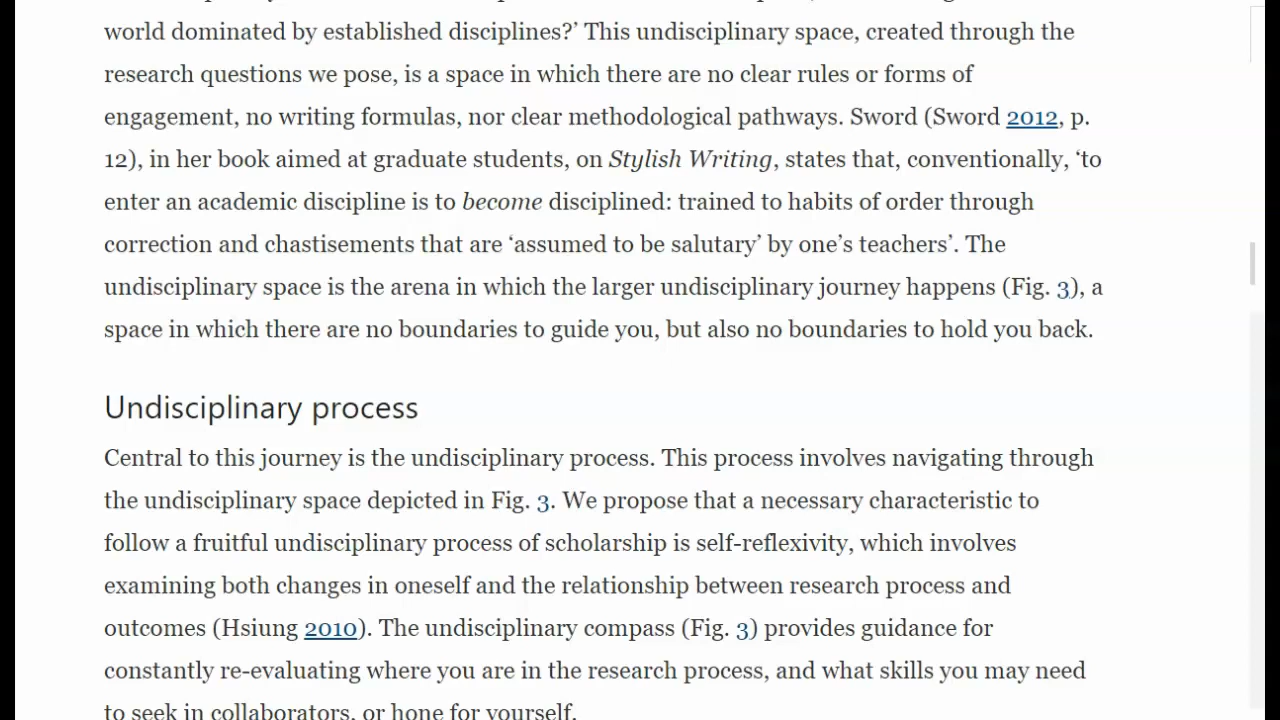 world dominated by established disciplines?’ This undisciplinary space, created through the
research questions we pose, is a space in which there are no clear rules or forms of
engagement, no writing formulas, nor clear methodological pathways. Sword (Sword 2012, p.
12), in her book aimed at graduate students, on Stylish Writing, states that, conventionally, ‘to
enter an academic discipline is to become disciplined: trained to habits of order through
correction and chastisements that are ‘assumed to be salutary’ by one’s teachers’. The
undisciplinary space is the arena in which the larger undisciplinary journey happens (Fig. 3), a
space in which there are no boundaries to guide you, but also no boundaries to hold you back.
Undisciplinary process
Central to this journey is the undisciplinary process. This process involves navigating through
the undisciplinary space depicted in Fig. 3. We propose that a necessary characteristic to
follow a fruitful undisciplinary process of scholarship is self-reflexivity, which involves
examining both changes in oneself and the relationship between research process and
outcomes (Hsiung 2010). The undisciplinary compass (Fig. 3) provides guidance for
constantly re-evaluating where you are in the research process, and what skills you may need
to seek in collaborators, or hone for yourself.